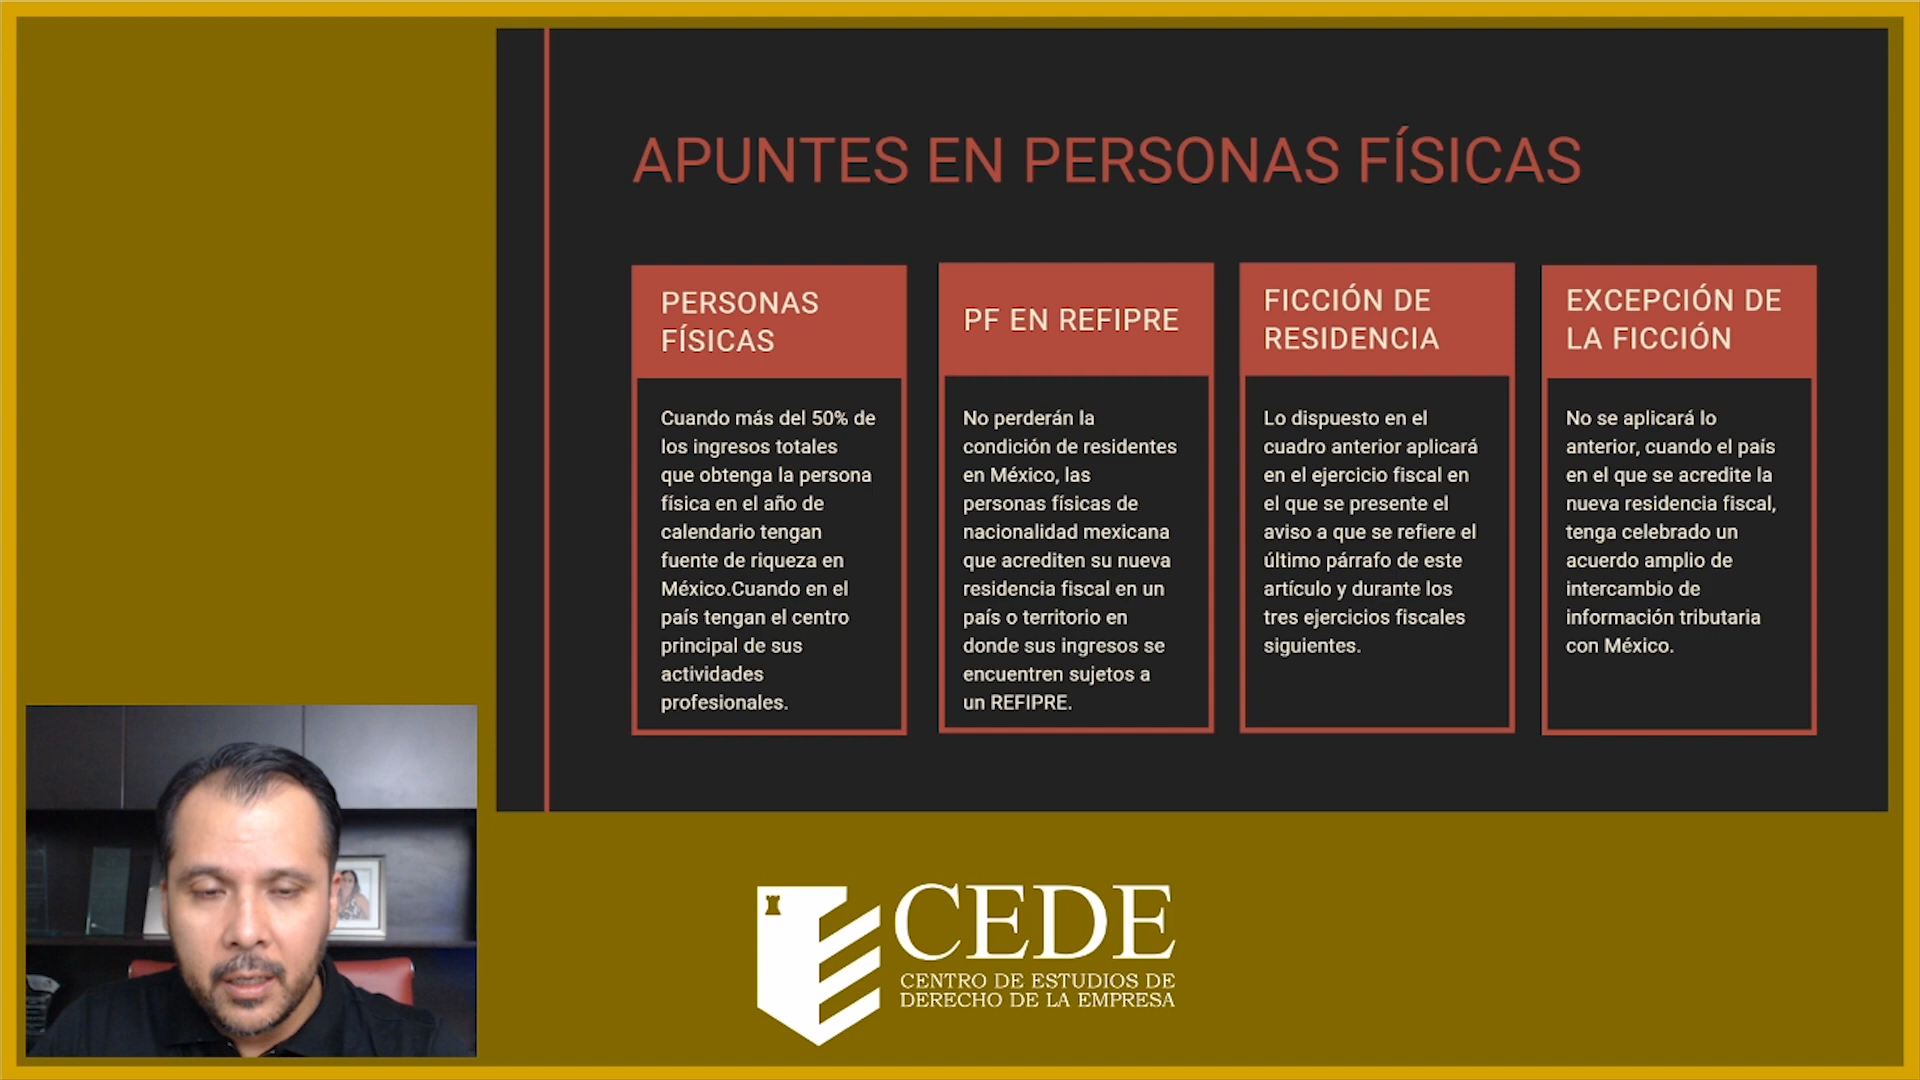 APUNTES EN PERSONAS FÍSICAS
PERSONAS
FÍSICAS
Cuando más del 50% de
los ingresos totales
que obtenga la persona
física en el año de
calendario tengan
fuente de riqueza en
México.Cuando en el
país tengan el centro
principal de sus
actividades
profesionales.
PF EN REFIPRE
No perderán la
condición de residentes
en México, las
personas físicas de
nacionalidad mexicana
que acrediten su nueva
residencia fiscal en un
país o territorio en
donde sus ingresos se
encuentren sujetos a
un REFIPRE.
FICCIÓN DE
RESIDENCIA
Lo dispuesto en el
cuadro anterior aplicará
en el ejercicio fiscal en
el que se presente el
aviso a que se refiere el
último párrafo de este
artículo y durante los
tres ejercicios fiscales
siguientes.
EXCEPCIÓN DE
LA FICCIÓN
No se aplicará lo
anterior, cuando el país
en el que se acredite la
nueva residencia fiscal,
tenga celebrado un
acuerdo amplio de
intercambio de
información tributaria
con México.
CEDE
CENTRO DE ESTUDIOS DE
DERECHO DE LA EMPRESA